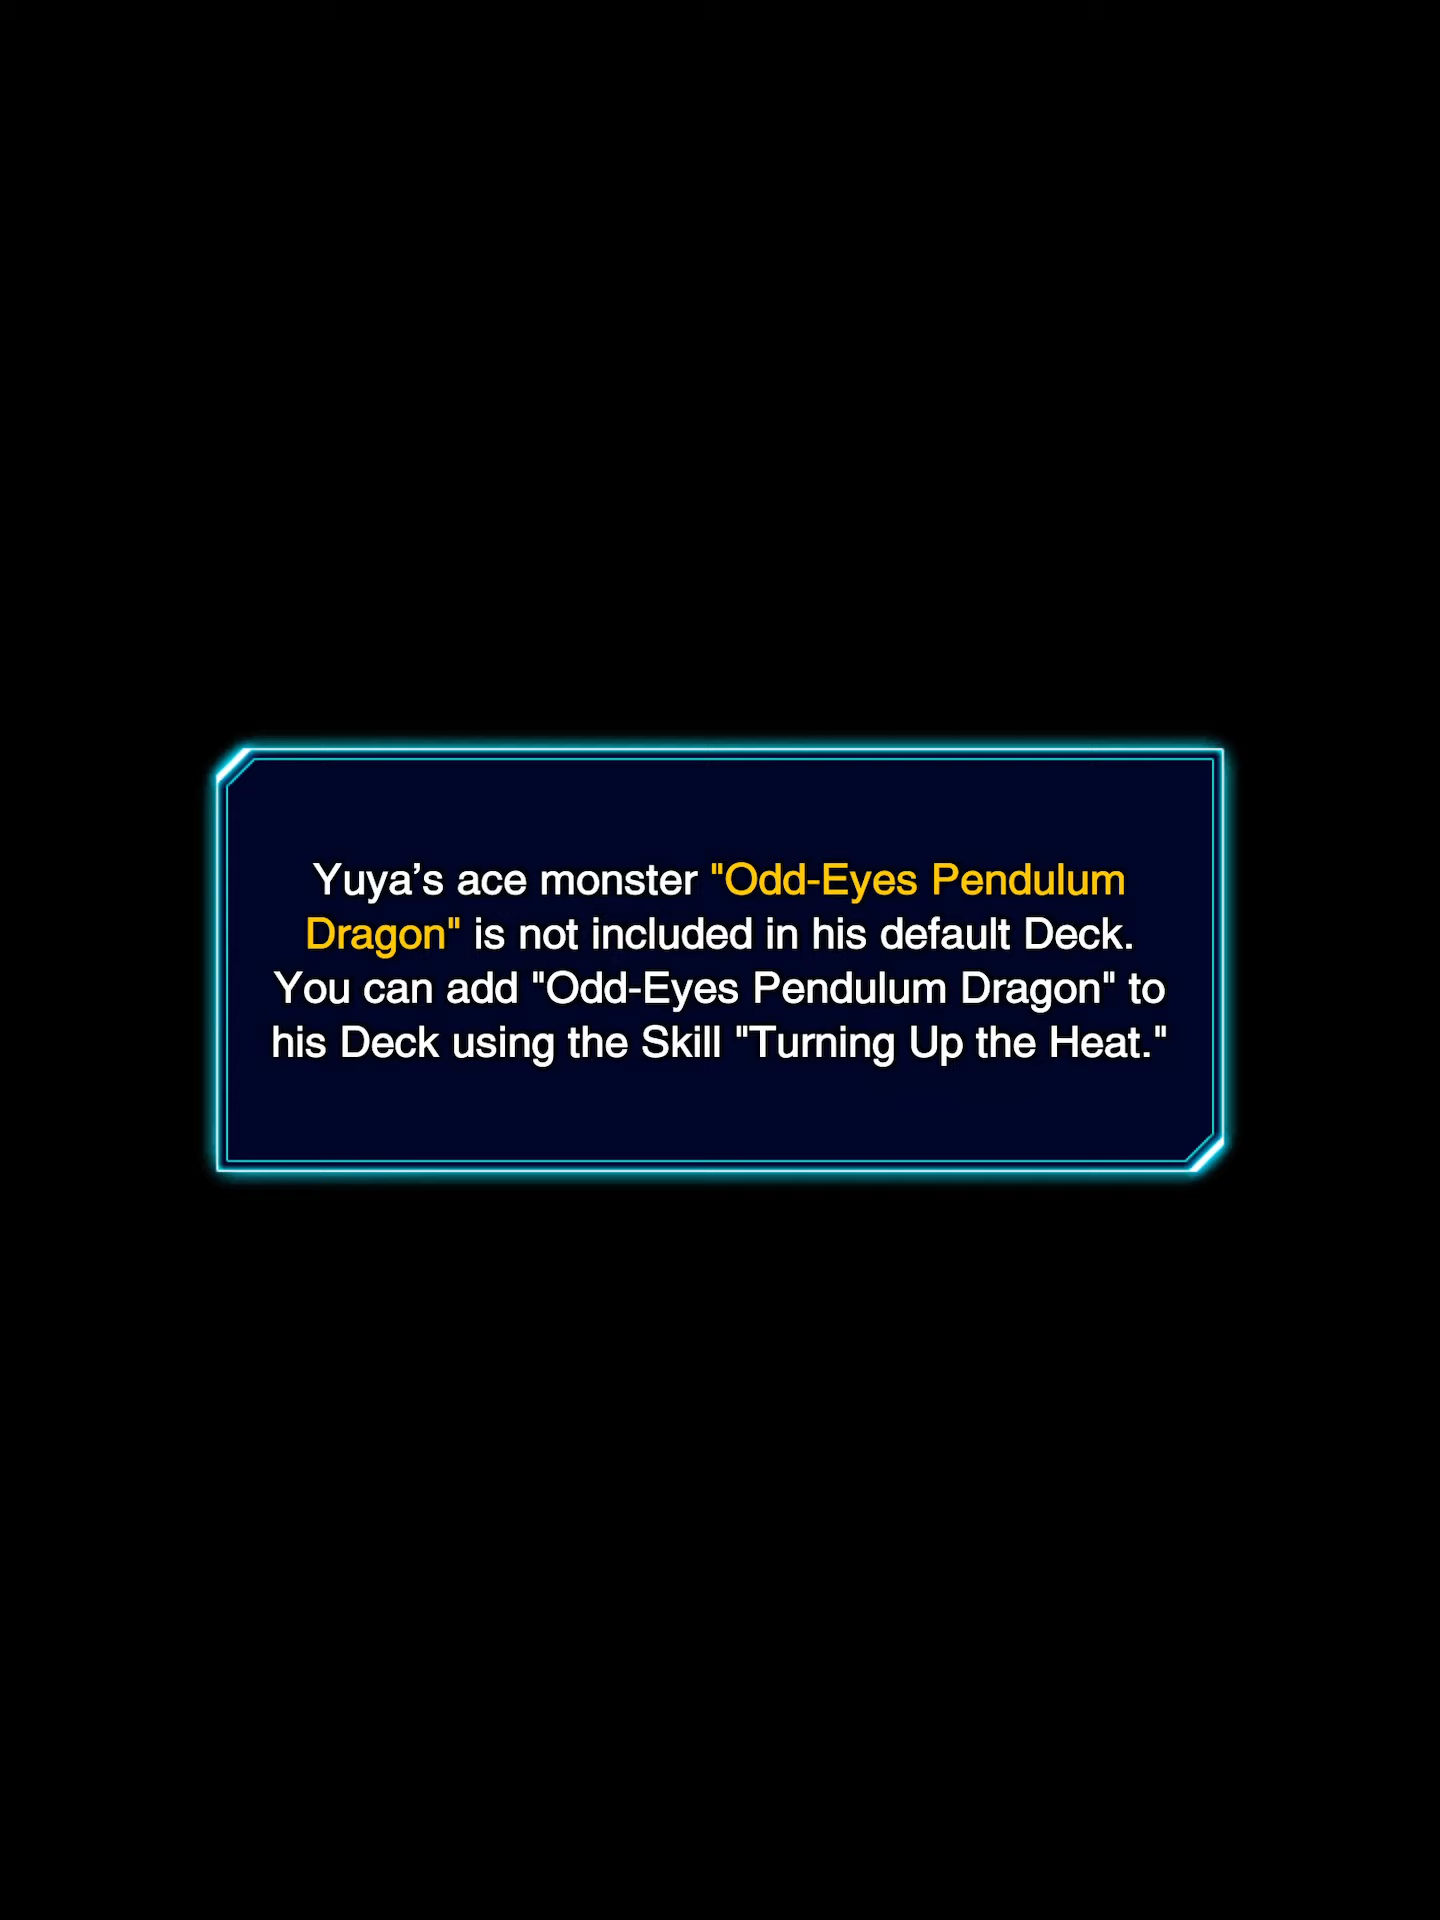 Yuya’s ace monster "Odd-Eyes Pendulum
Dragon" is not included in his default Deck.
You can add "Odd-Eyes Pendulum Dragon" to
his Deck using the Skill "Turning Up the Heat."